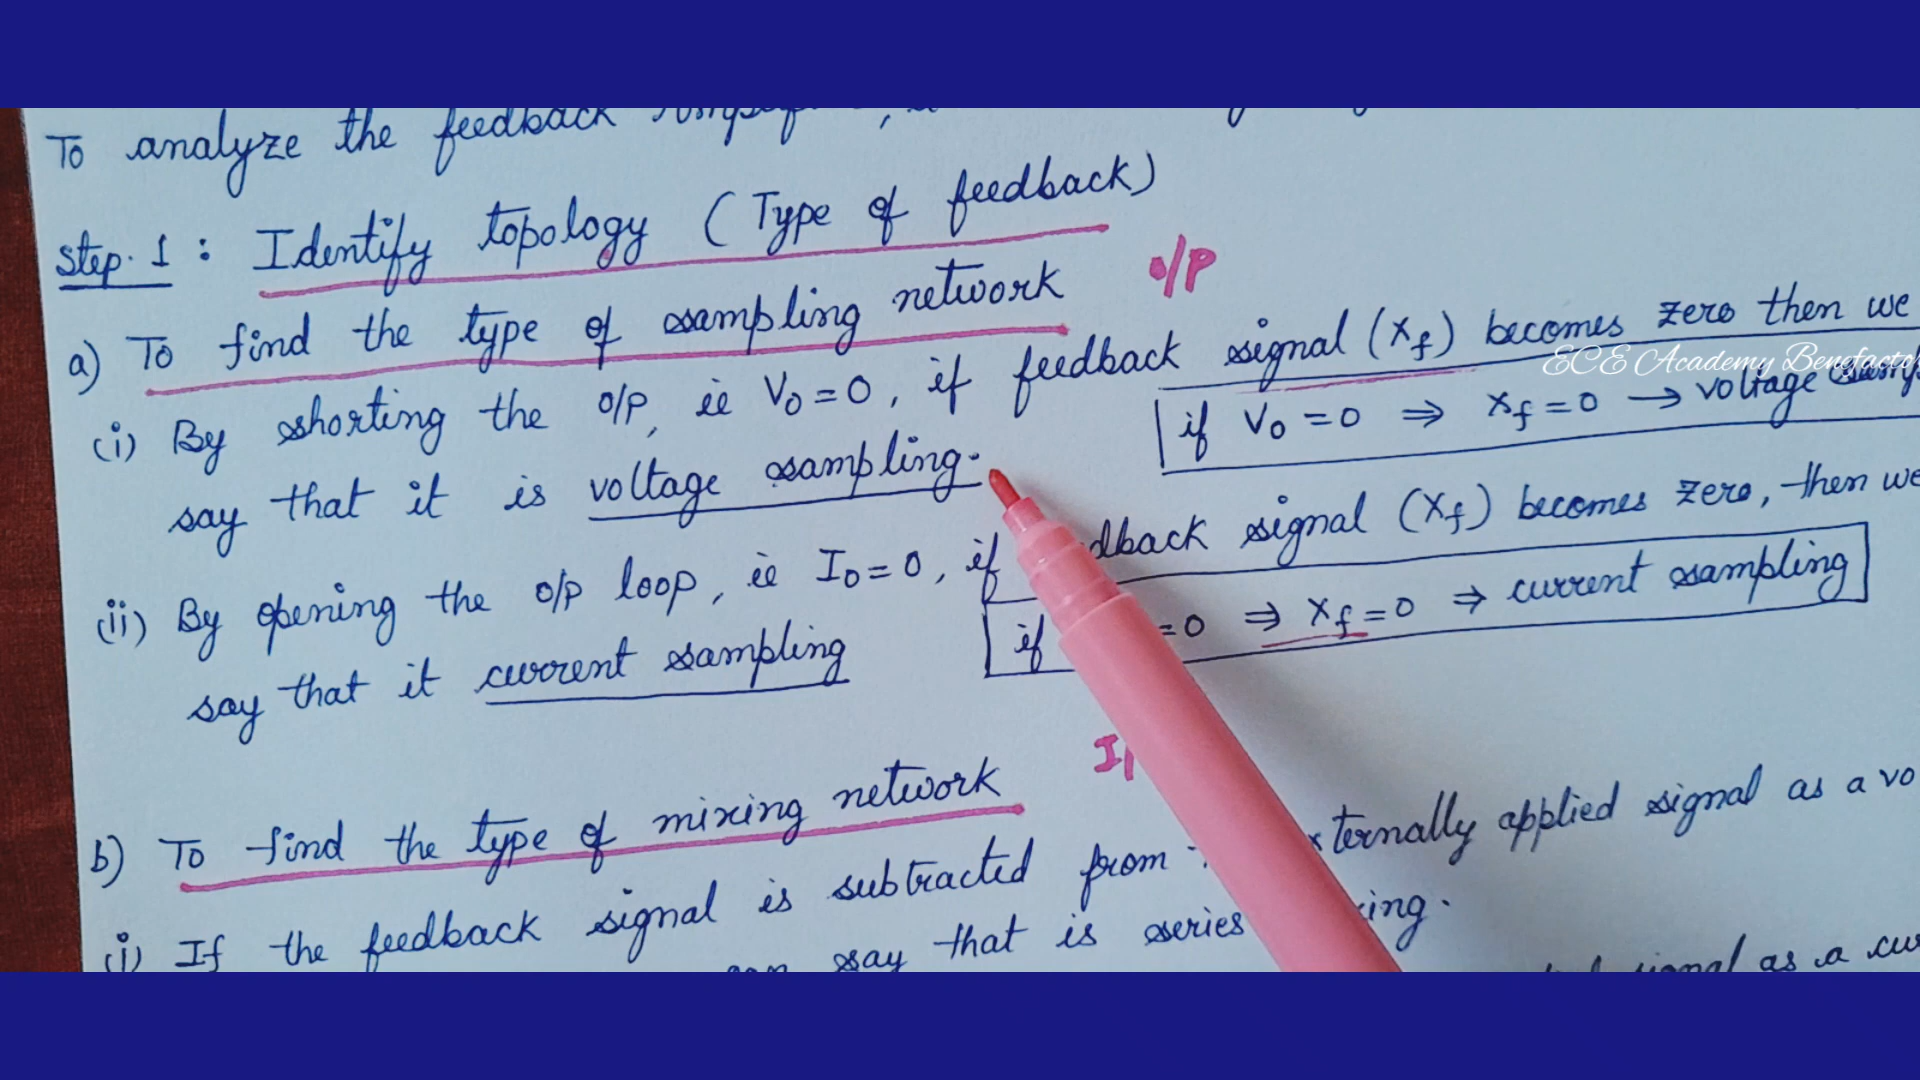 To analyze the feedback
Step. 1 : Identify topology (Type of feedback)
a) To find the type of sampling network O/P
(i) By shorting the o/p, ie Vo = 0, if feedback signal (Xf) becomes zero then we
say that it is voltage sampling. if Vo = 0 ⇒ Xf = 0 → voltage
ECE Academy Benefactor
(ii) By opening the o/p loop, ie Io = 0, if signal (Xf) becomes zero, then we
say that it current sampling if = 0 ⇒ Xf = 0 ⇒ current sampling
b) To find the type of mixing network
(i) If the feedback signal is subtracted from applied signal as a
say that is series
as a